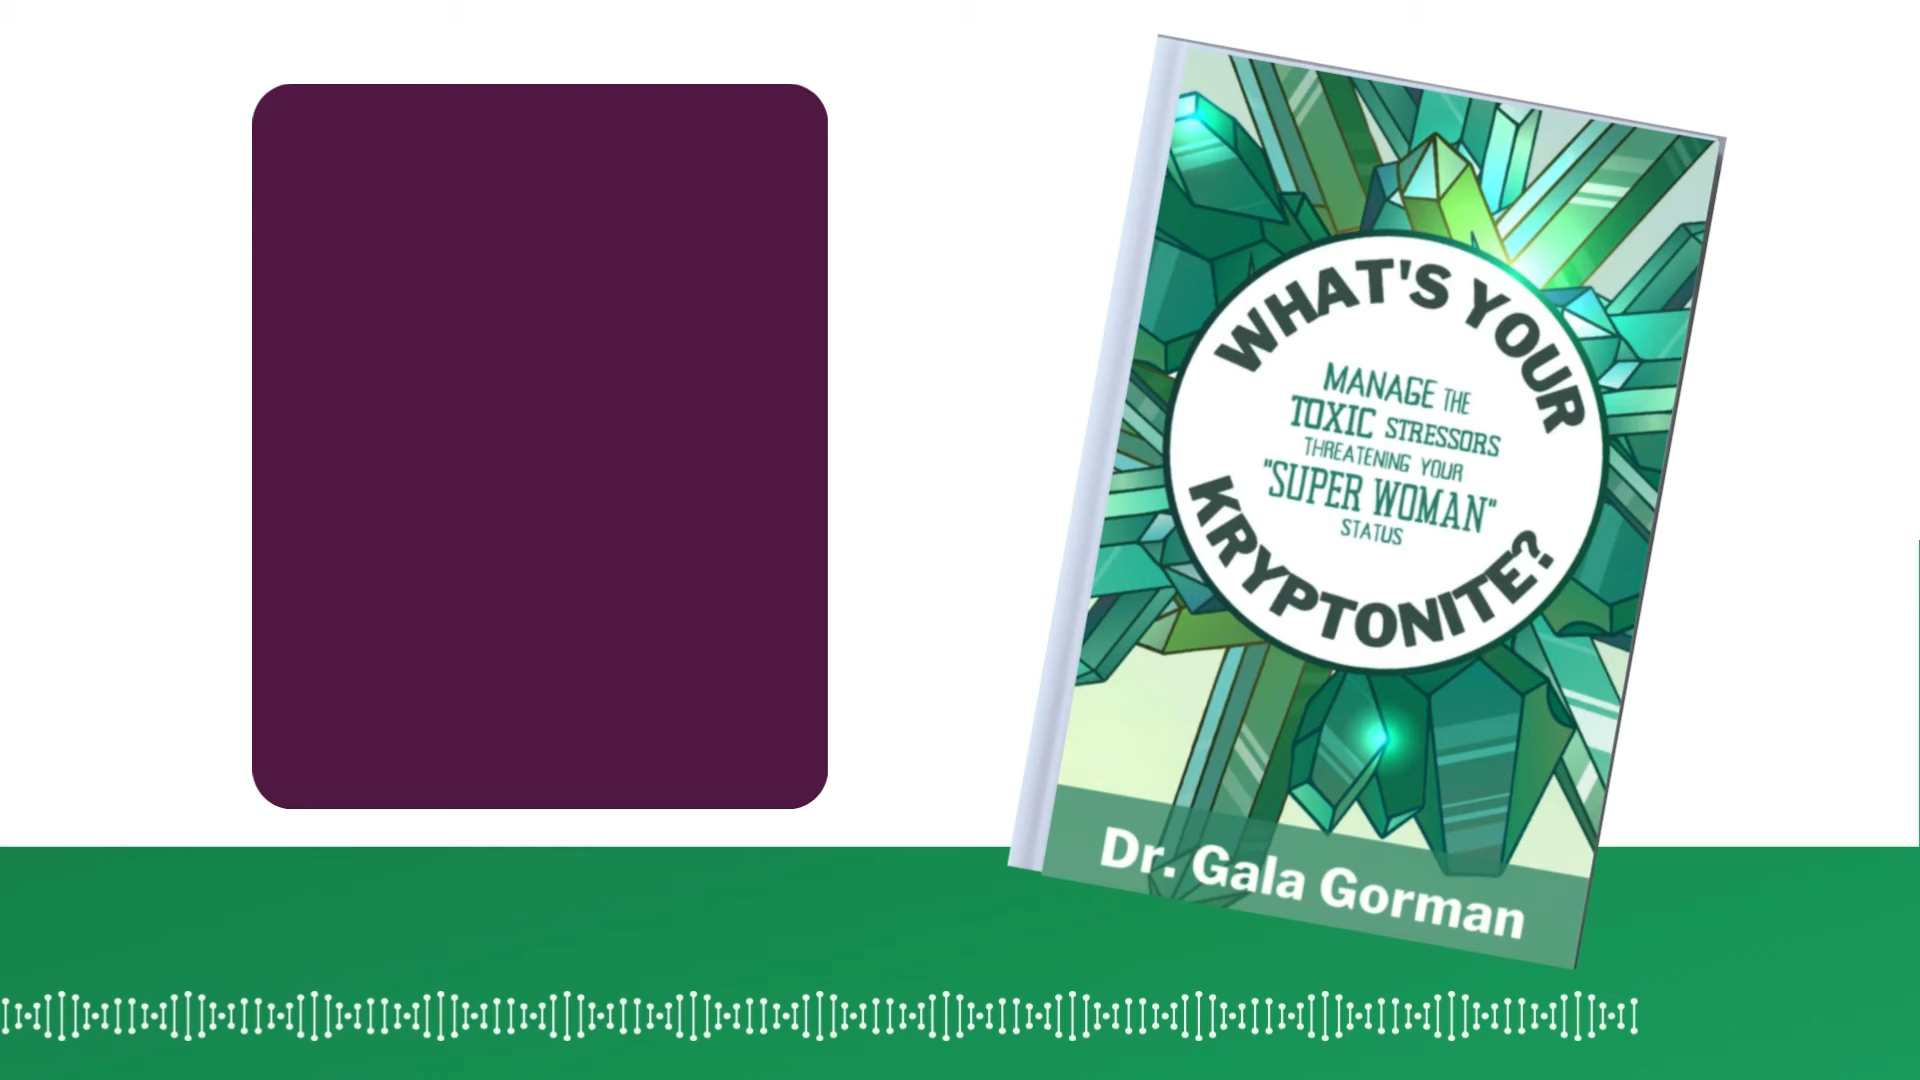 WHAT'S YOUR
MANAGE THE
TOXIC STRESSORS
THREATENING YOUR
"SUPER WOMAN"
STATUS
KRYPTONITE?
Dr. Gala Gorman